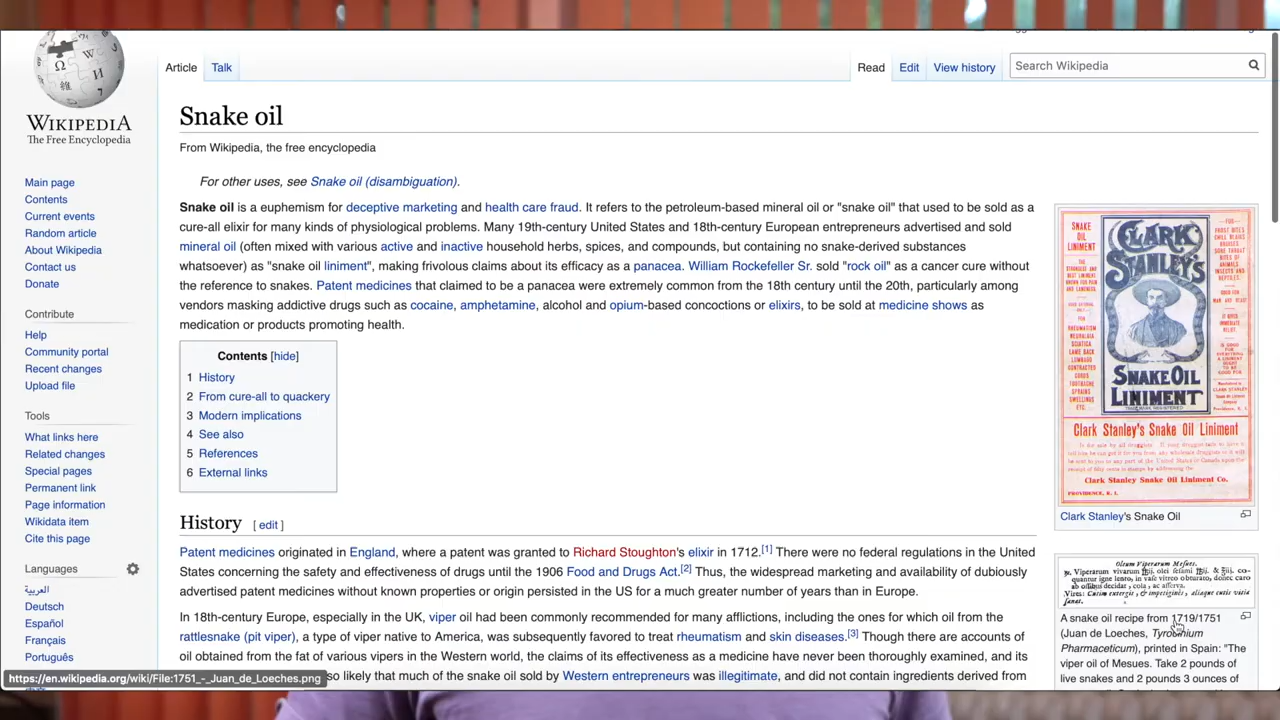 WIKIPEDIA
The Free Encyclopedia
Main page
Contents
Current events
Random article
About Wikipedia
Contact us
Donate
Contribute
Help
Community portal
Recent changes
Upload file
Tools
What links here
Related changes
Special pages
Permanent link
Page information
Wikidata item
Cite this page
Languages
العربية
Deutsch
Español
Français
Português
https://en.wikipedia.org/wiki/File:1751_-_Juan_de_Loeches.png
Article Talk
Read Edit View history
Search Wikipedia
Snake oil
From Wikipedia, the free encyclopedia
For other uses, see Snake oil (disambiguation).
Snake oil is a euphemism for deceptive marketing and health care fraud. It refers to the petroleum-based mineral oil or "snake oil" that used to be sold as a
cure-all elixir for many kinds of physiological problems. Many 19th-century United States and 18th-century European entrepreneurs advertised and sold
mineral oil (often mixed with various active and inactive household herbs, spices, and compounds, but containing no snake-derived substances
whatsoever) as "snake oil liniment", making frivolous claims about its efficacy as a panacea. William Rockefeller Sr. sold "rock oil" as a cancer cure without
the reference to snakes. Patent medicines that claimed to be a panacea were extremely common from the 18th century until the 20th, particularly among
vendors masking addictive drugs such as cocaine, amphetamine, alcohol and opium-based concoctions or elixirs, to be sold at medicine shows as
medication or products promoting health.
Contents [hide]
1 History
2 From cure-all to quackery
3 Modern implications
4 See also
5 References
6 External links
History [ edit ]
Patent medicines originated in England, where a patent was granted to Richard Stoughton's elixir in 1712.[1] There were no federal regulations in the United
States concerning the safety and effectiveness of drugs until the 1906 Food and Drugs Act.[2] Thus, the widespread marketing and availability of dubiously
advertised patent medicines without known properties or origin persisted in the US for a much greater number of years than in Europe.
In 18th-century Europe, especially in the UK, viper oil had been commonly recommended for many afflictions, including the ones for which oil from the
rattlesnake (pit viper), a type of viper native to America, was subsequently favored to treat rheumatism and skin diseases.[3] Though there are accounts of
oil obtained from the fat of various vipers in the Western world, the claims of its effectiveness as a medicine have never been thoroughly examined, and its
so likely that much of the snake oil sold by Western entrepreneurs was illegitimate, and did not contain ingredients derived from
SNAKE
OIL
LINIMENT
CLARK
STANLEY'S
SNAKE OIL
LINIMENT
FOR
RHEUMATISM
NEURALGIA
SCIATICA
LAME BACK
LUMBAGO
CONTRACTED
CORDS
TOOTHACHE
SPRAINS
SWELLINGS
ETC.
Clark Stanley's Snake Oil Liniment
Clark Stanley Snake Oil Liniment Co.
PROVIDENCE, R. I.
Clark Stanley's Snake Oil
Oleum Viperarum Mesues.
A snake oil recipe from 1719/1751
(Juan de Loeches, Tyrocinium
Pharmaceticum), printed in Spain: "The
viper oil of Mesues. Take 2 pounds of
live snakes and 2 pounds 3 ounces of